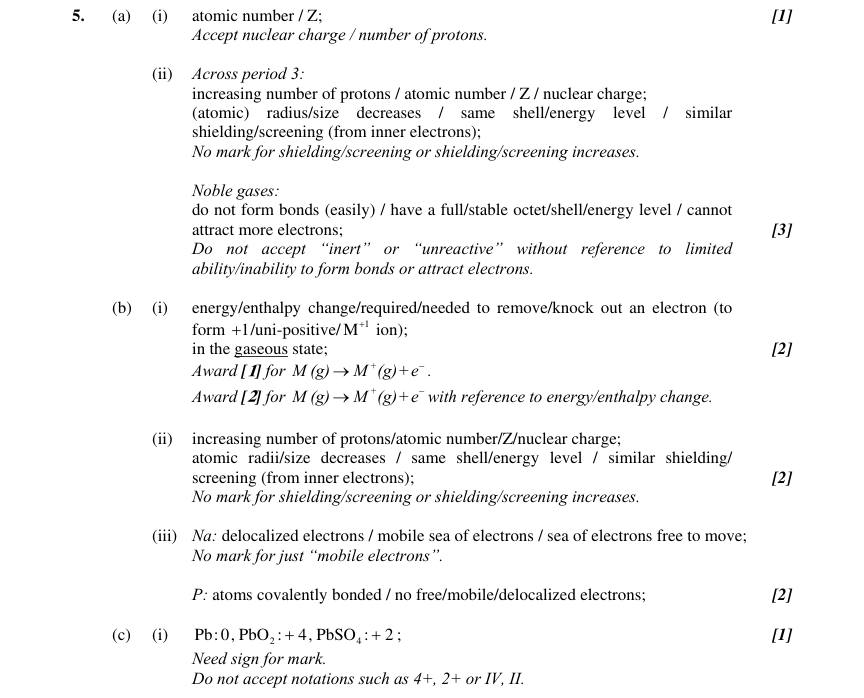 5. (a) (i) atomic number / Z; [1]
Accept nuclear charge / number of protons.
(ii) Across period 3:
increasing number of protons / atomic number / Z / nuclear charge;
(atomic) radius/size decreases / same shell/energy level / similar
shielding/screening (from inner electrons);
No mark for shielding/screening or shielding/screening increases.
Noble gases:
do not form bonds (easily) / have a full/stable octet/shell/energy level / cannot
attract more electrons; [3]
Do not accept “inert” or “unreactive” without reference to limited
ability/inability to form bonds or attract electrons.
(b) (i) energy/enthalpy change/required/needed to remove/knock out an electron (to
form +1/uni-positive/M⁺¹ ion);
in the gaseous state; [2]
Award [1] for M (g) → M⁺(g) + e⁻.
Award [2] for M (g) → M⁺(g) + e⁻ with reference to energy/enthalpy change.
(ii) increasing number of protons/atomic number/Z/nuclear charge;
atomic radii/size decreases / same shell/energy level / similar shielding/
screening (from inner electrons); [2]
No mark for shielding/screening or shielding/screening increases.
(iii) Na: delocalized electrons / mobile sea of electrons / sea of electrons free to move;
No mark for just “mobile electrons”.
P: atoms covalently bonded / no free/mobile/delocalized electrons; [2]
(c) (i) Pb: 0, PbO₂: + 4, PbSO₄: + 2; [1]
Need sign for mark.
Do not accept notations such as 4+, 2+ or IV, II.